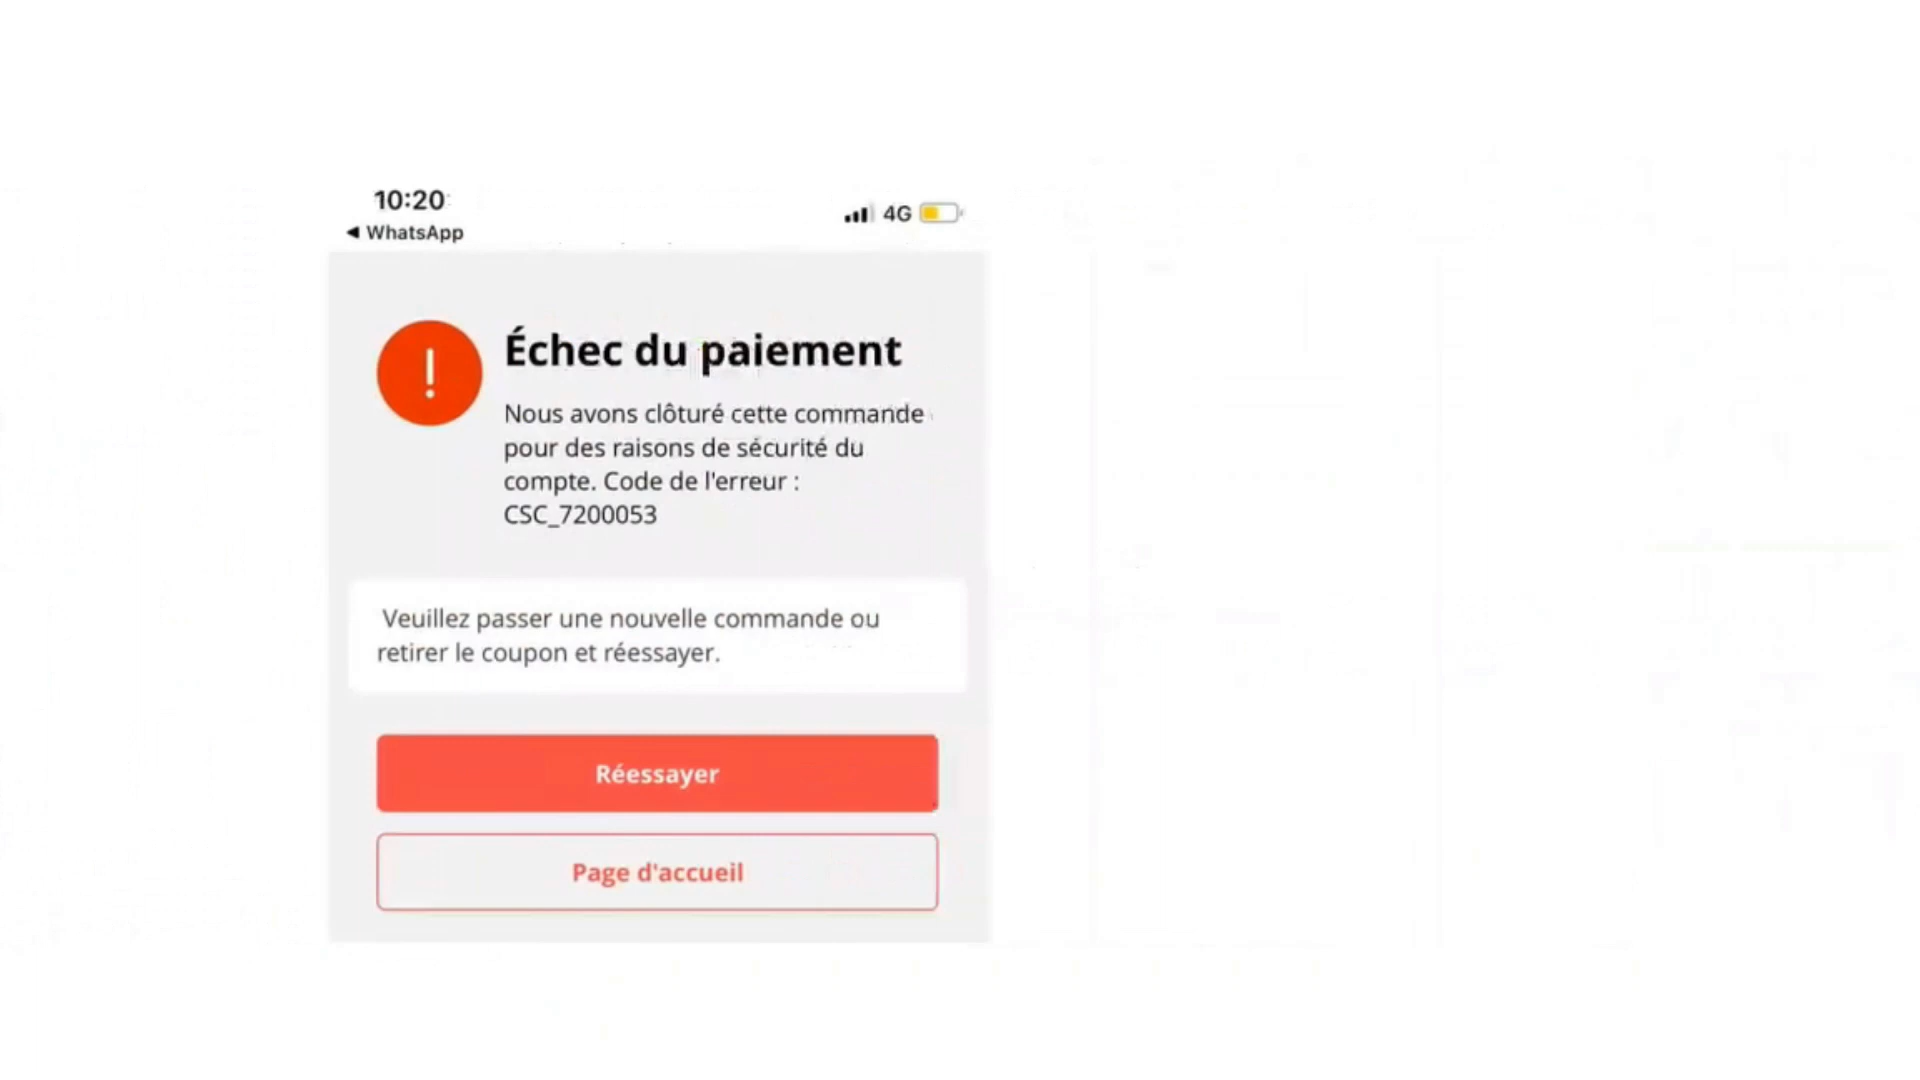 10:20
4G
◀ WhatsApp
!
Échec du paiement
Nous avons clôturé cette commande
pour des raisons de sécurité du
compte. Code de l'erreur :
CSC_7200053
Veuillez passer une nouvelle commande ou
retirer le coupon et réessayer.
Réessayer
Page d'accueil